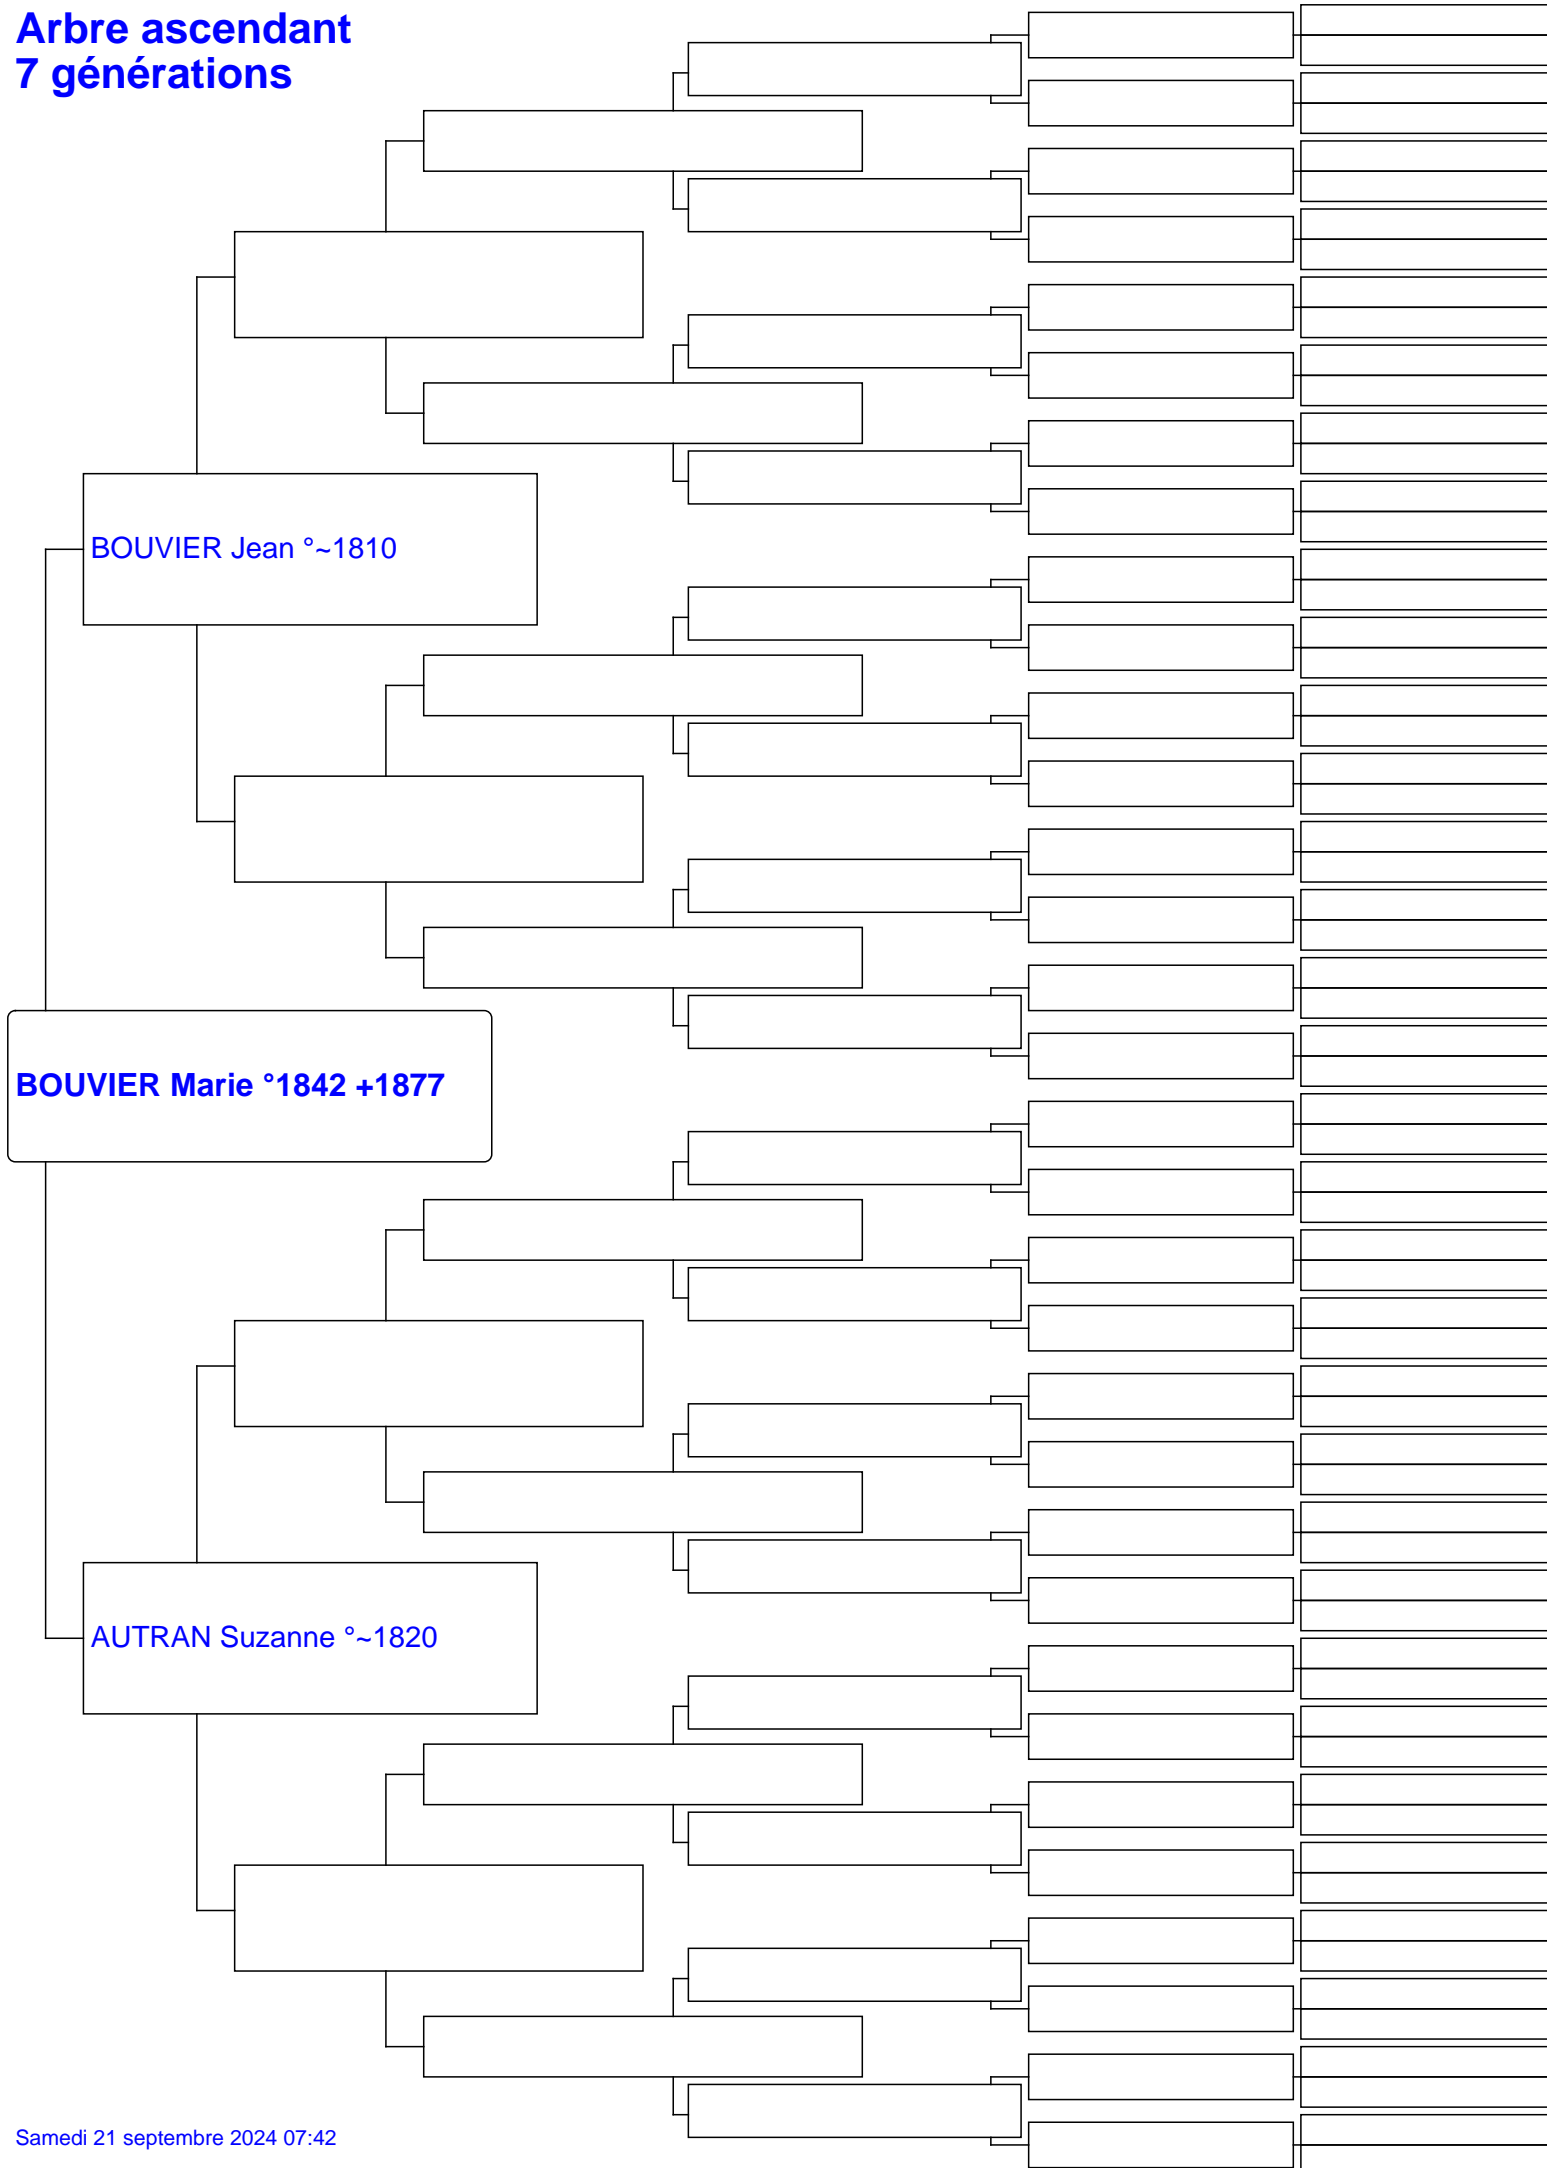 Arbre ascendant
7 générations
BOUVIER Jean °~1810
BOUVIER Marie °1842 +1877
AUTRAN Suzanne °~1820
Samedi 21 septembre 2024 07:42